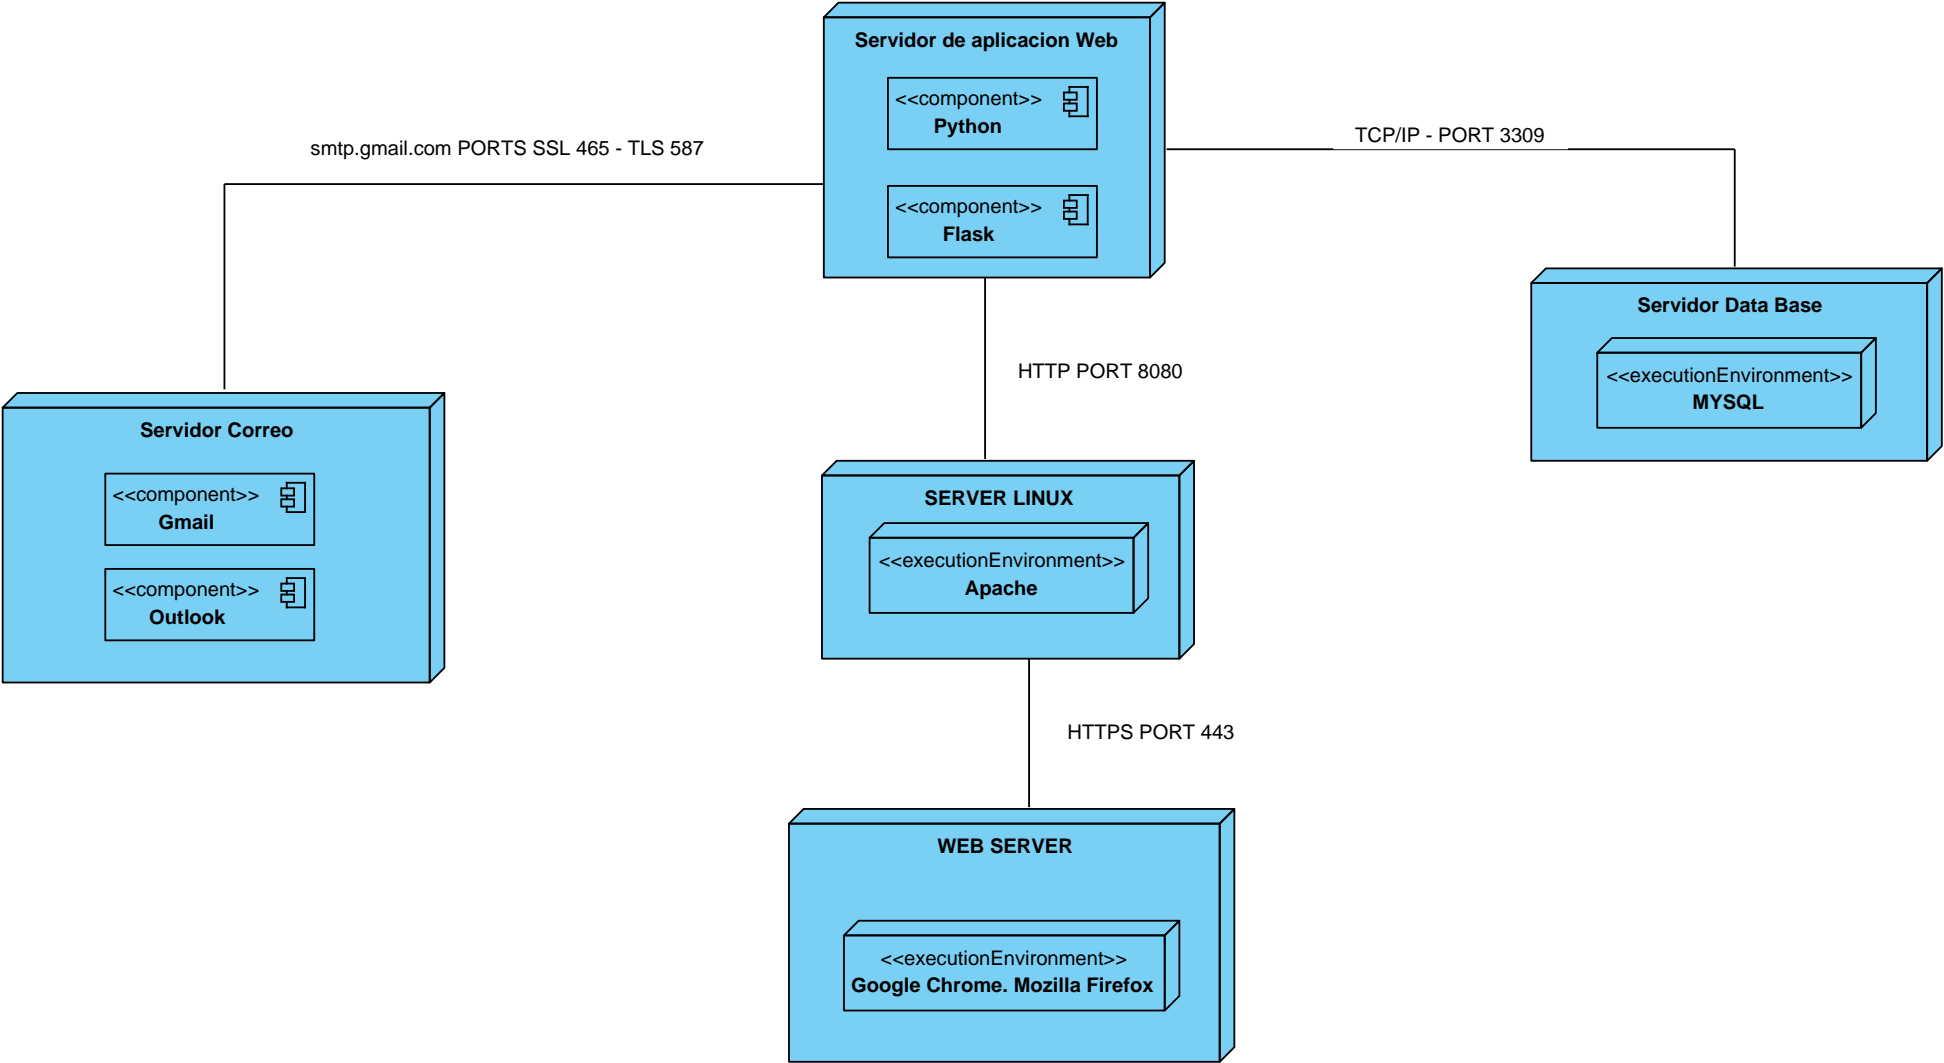 Servidor de aplicacion Web
<<component>>
Python
<<component>>
Flask
smtp.gmail.com PORTS SSL 465 - TLS 587
TCP/IP - PORT 3309
Servidor Data Base
<<executionEnvironment>>
MYSQL
HTTP PORT 8080
Servidor Correo
<<component>>
Gmail
<<component>>
Outlook
SERVER LINUX
<<executionEnvironment>>
Apache
HTTPS PORT 443
WEB SERVER
<<executionEnvironment>>
Google Chrome. Mozilla Firefox